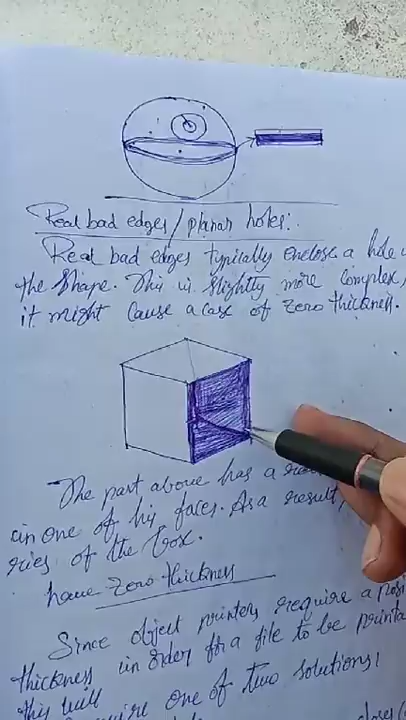 Real bad edges/planar holes:
Real bad edges typically enclose a hole
the shape. This is slightly more complex,
it might cause a case of zero thickness.
The part above has a
in one of his faces. As a result,
ries of the box.
have zero thickness
Since object printers require a
thickness in order for a file to be
this will require one of two solutions: